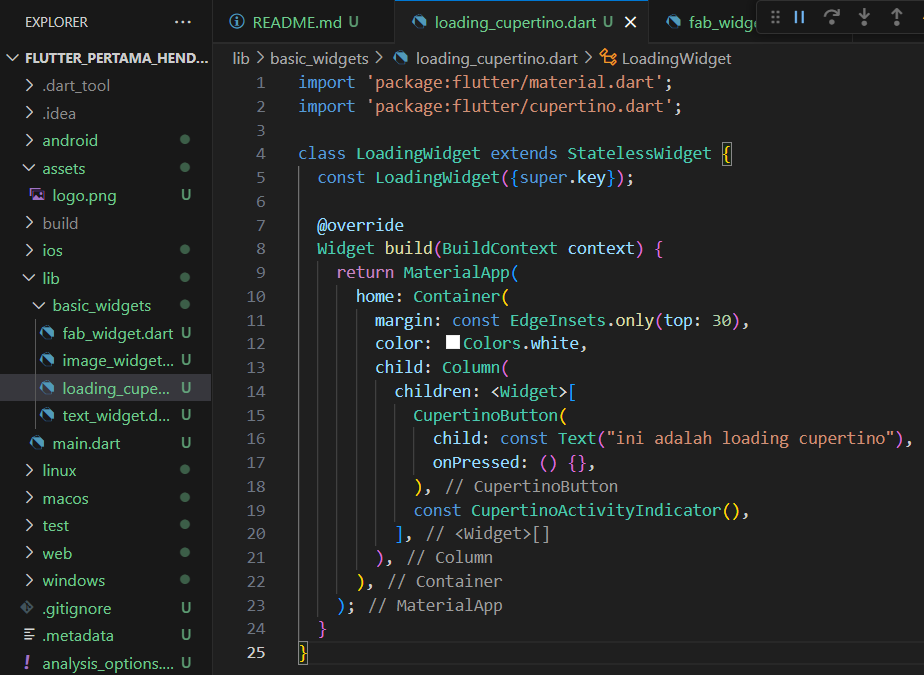 EXPLORER ...
README.md U
loading_cupertino.dart U
fab_widg
FLUTTER_PERTAMA_HEND...
lib > basic_widgets > loading_cupertino.dart > LoadingWidget
.dart_tool
.idea
android
assets
logo.png U
build
ios
lib
basic_widgets
fab_widget.dart U
image_widget... U
loading_cupe... U
text_widget.d... U
main.dart U
linux
macos
test
web
windows
.gitignore U
.metadata U
analysis_options.... U
1 import 'package:flutter/material.dart';
2 import 'package:flutter/cupertino.dart';
3
4 class LoadingWidget extends StatelessWidget {
5   const LoadingWidget({super.key});
6
7   @override
8   Widget build(BuildContext context) {
9     return MaterialApp(
10       home: Container(
11         margin: const EdgeInsets.only(top: 30),
12         color: Colors.white,
13         child: Column(
14           children: <Widget>[
15             CupertinoButton(
16               child: const Text("ini adalah loading cupertino"),
17               onPressed: () {},
18             ), // CupertinoButton
19             const CupertinoActivityIndicator(),
20           ], // <Widget>[]
21         ), // Column
22       ), // Container
23     ); // MaterialApp
24   }
25 }